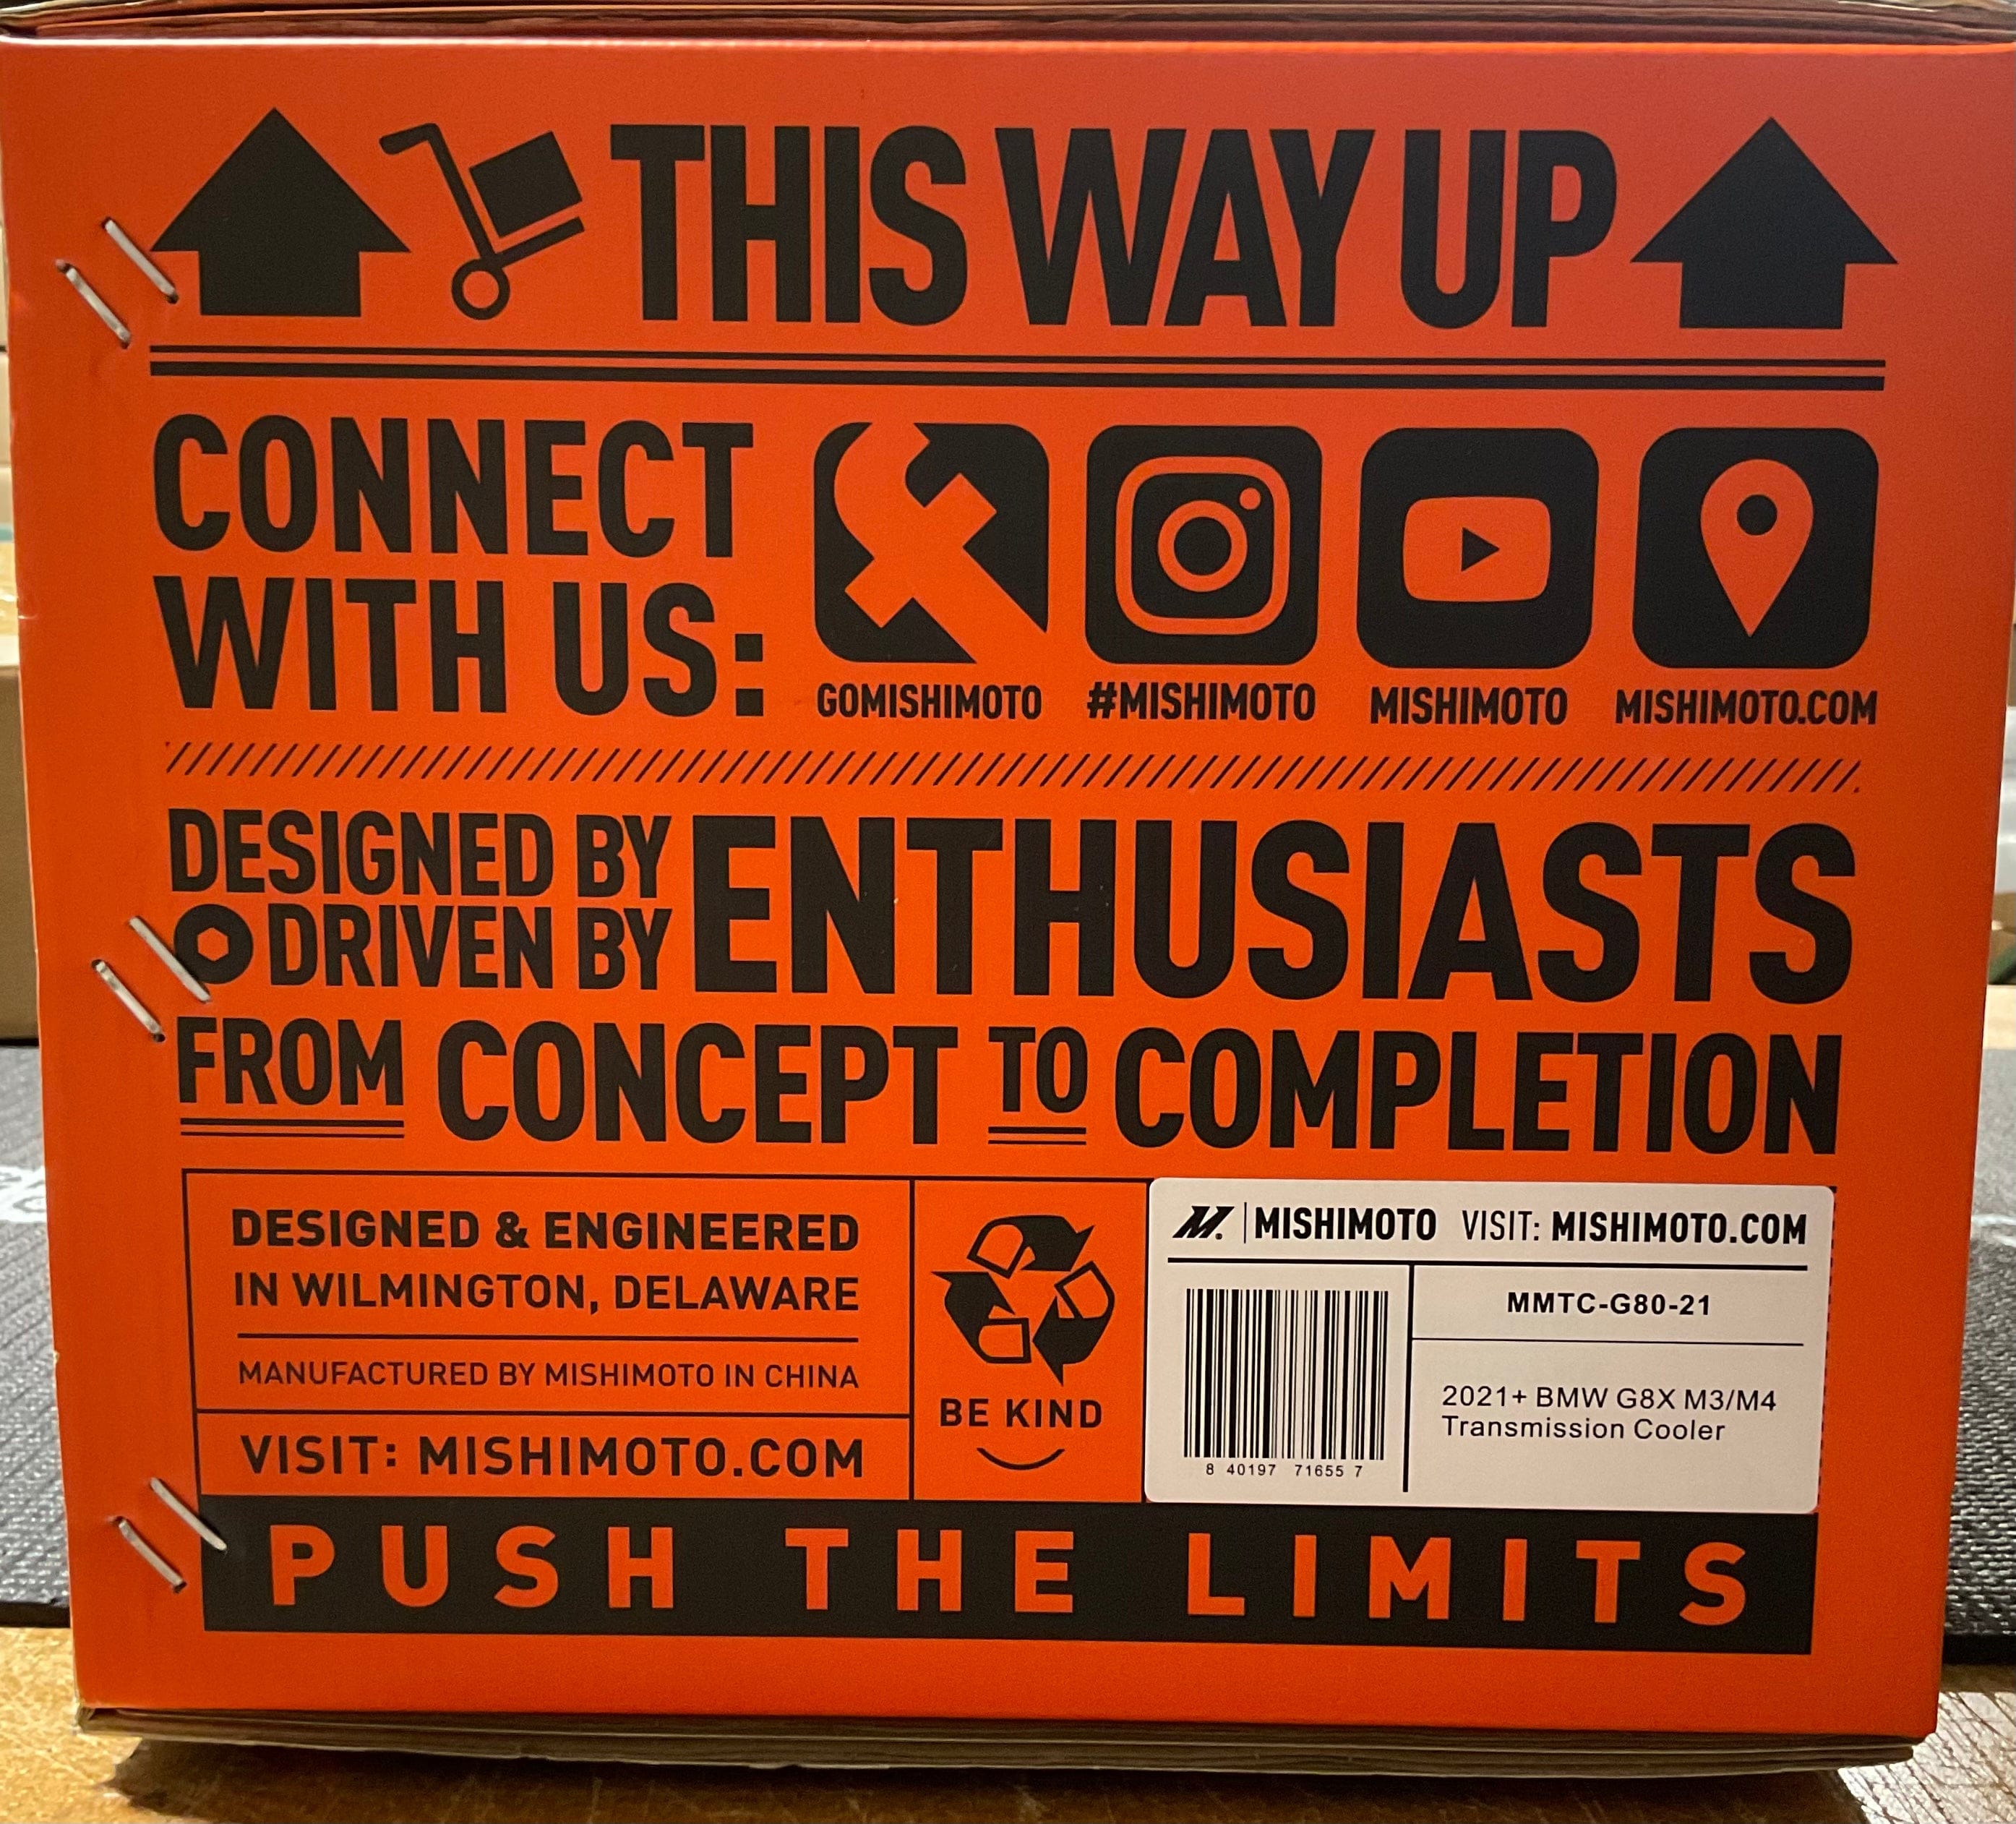 THIS WAY UP
CONNECT
WITH US:
GOMISHIMOTO #MISHIMOTO MISHIMOTO MISHIMOTO.COM
DESIGNED BY
DRIVEN BY
ENTHUSIASTS
FROM CONCEPT TO COMPLETION
DESIGNED & ENGINEERED
IN WILMINGTON, DELAWARE
MANUFACTURED BY MISHIMOTO IN CHINA
VISIT: MISHIMOTO.COM
BE KIND
M. MISHIMOTO VISIT: MISHIMOTO.COM
8 40197 71655 7
MMTC-G80-21
2021+ BMW G8X M3/M4
Transmission Cooler
PUSH THE LIMITS